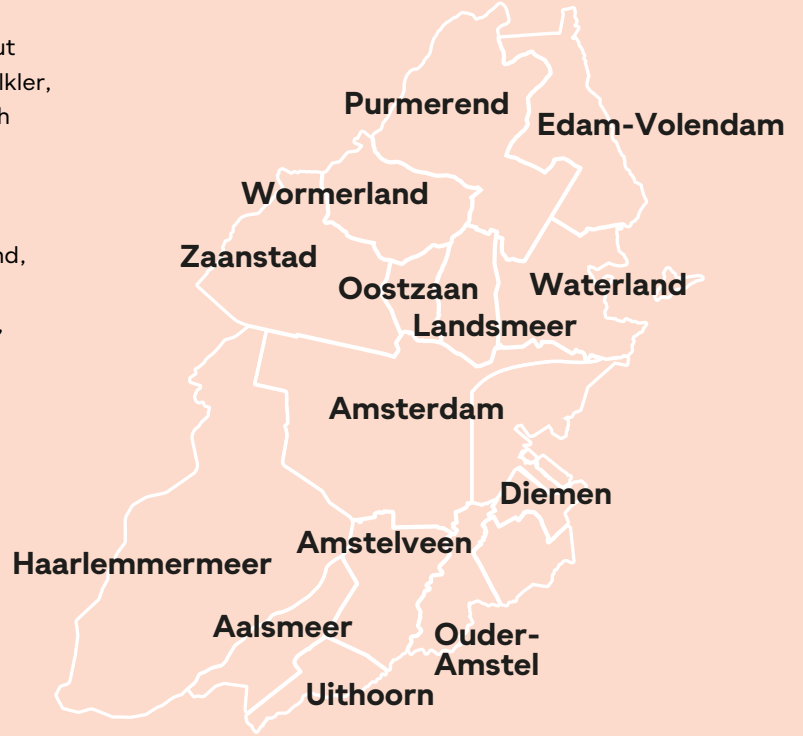 Purmerend
Edam-Volendam
Wormerland
Zaanstad
Oostzaan
Waterland
Landsmeer
Amsterdam
Diemen
Amstelveen
Haarlemmermeer
Aalsmeer
Ouder-
Amstel
Uithoorn